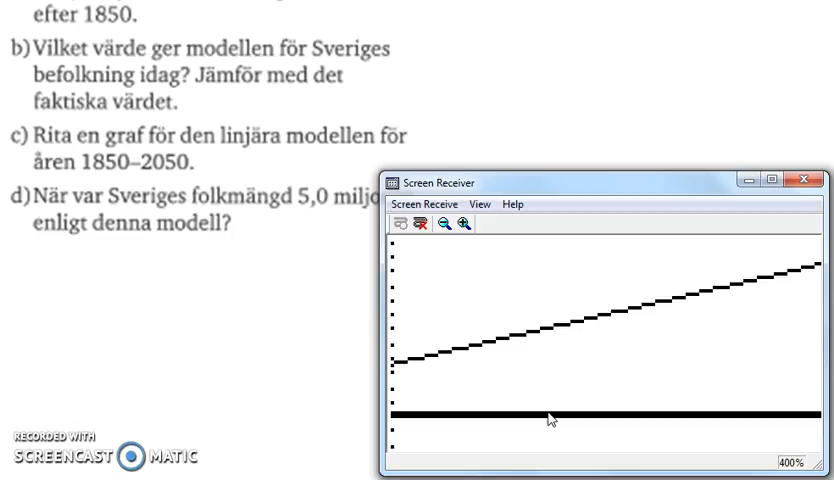 efter 1850.
b) Vilket värde ger modellen för Sveriges
befolkning idag? Jämför med det
faktiska värdet.
c) Rita en graf för den linjära modellen för
åren 1850–2050.
d) När var Sveriges folkmängd 5,0
enligt denna modell?
Screen Receiver
Screen Receive View Help
400%
RECORDED WITH
SCREENCAST MATIC